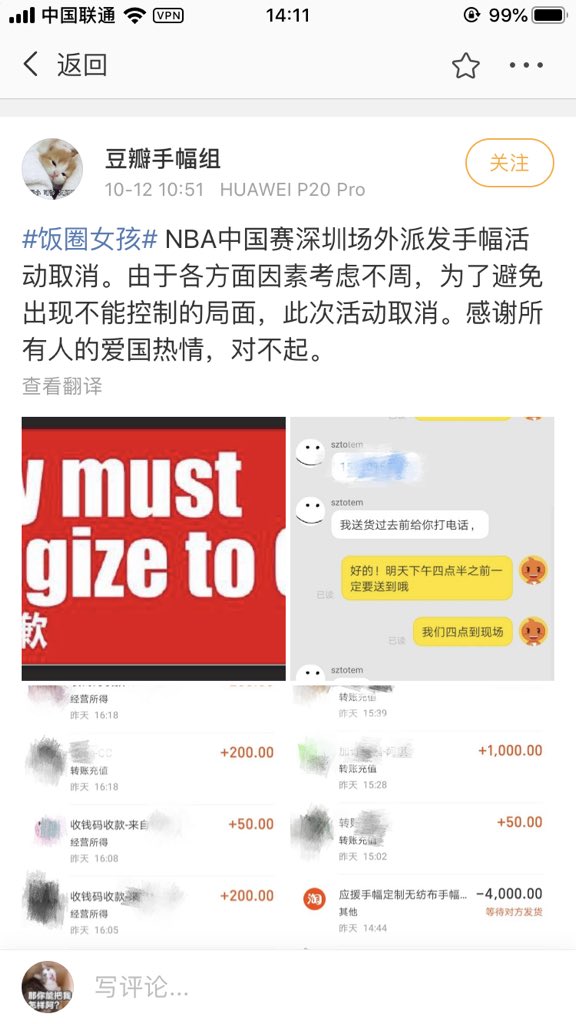 中国联通 VPN 14:11 99%
返回
豆瓣手幅组
关注
10-12 10:51 HUAWEI P20 Pro
#饭圈女孩# NBA中国赛深圳场外派发手幅活
动取消。由于各方面因素考虑不周，为了避免
出现不能控制的局面，此次活动取消。感谢所
有人的爱国热情，对不起。
查看翻译
y must
gize to
歉
sztotem
sztotem
我送货过去前给你打电话，
好的！明天下午四点半之前一
定要送到哦
已读
我们四点到现场
已读
sztotem
经营所得
昨天 16:18
+200.00
转账充值
昨天 16:18
收钱码收款-来自
+50.00
经营所得
昨天 16:08
收钱码收款-
+200.00
经营所得
昨天 16:05
转账充值
昨天 15:39
+1,000.00
转账充值
昨天 15:28
转
+50.00
转账充值
昨天 15:02
淘
应援手幅定制无纺布手幅...
-4,000.00
其他
等待对方发货
昨天 14:44
那你能把我
怎样阿？
写评论...